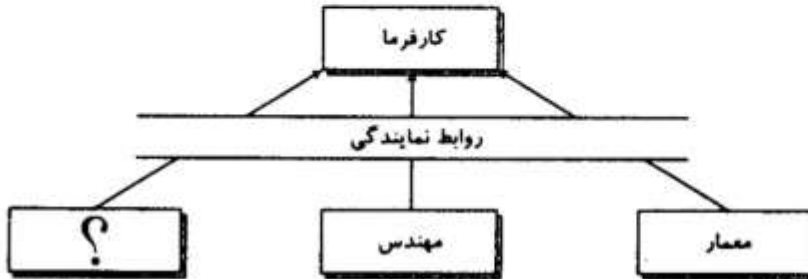 کارفرما
روابط نمایندگی
معمار
مهندس
؟